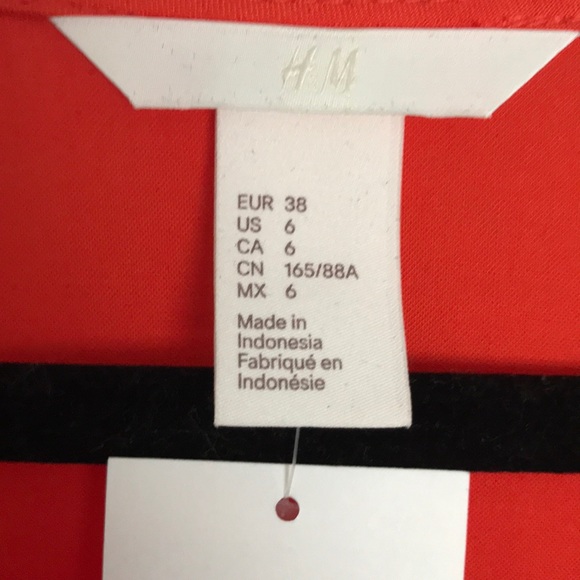 H M
EUR 38
US 6
CA 6
CN 165/88A
MX 6
Made in
Indonesia
Fabriqué en
Indonésie